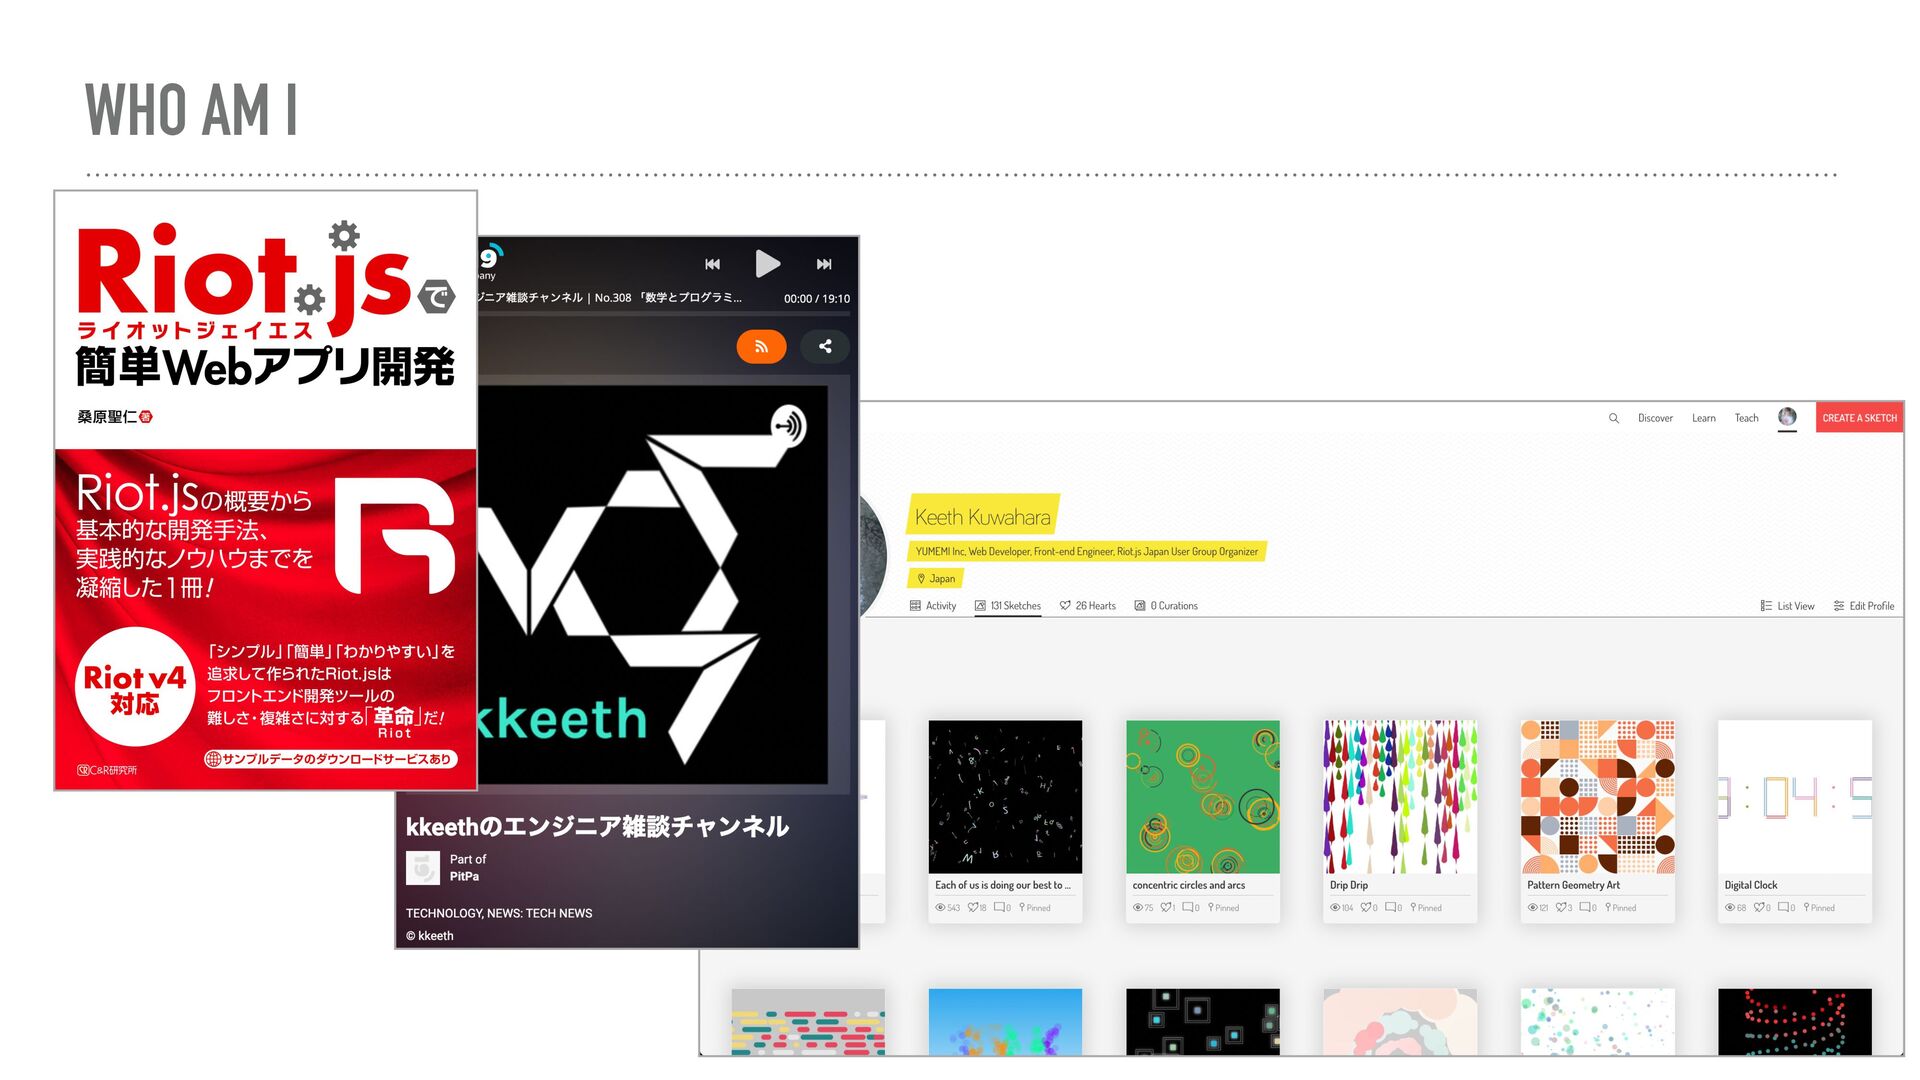 WHO AM I
Riot.jsで
ライオットジェイエス
簡単Webアプリ開発
桑原聖仁 著
Riot.jsの概要から
基本的な開発手法、
実践的なノウハウまでを
凝縮した1冊!
Riot v4
対応
「シンプル」「簡単」「わかりやすい」を
追求して作られたRiot.jsは
フロントエンド開発ツールの
難しさ・複雑さに対する「革命」だ!
Riot
サンプルデータのダウンロードサービスあり
C&R研究所
9
any
ジニア雑談チャンネル | No.308 「数学とプログラミ...
00:00 / 19:10
kkeeth
kkeethのエンジニア雑談チャンネル
Part of
PitPa
TECHNOLOGY, NEWS: TECH NEWS
© kkeeth
Discover Learn Teach CREATE A SKETCH
Keeth Kuwahara
YUMEMI Inc, Web Developer, Front-end Engineer, Riot.js Japan User Group Organizer
Japan
Activity 131 Sketches 26 Hearts 0 Curations List View Edit Profile
Each of us is doing our best to ...
543 18 0 Pinned
concentric circles and arcs
75 1 0 Pinned
Drip Drip
104 0 0 Pinned
Pattern Geometry Art
121 3 0 Pinned
Digital Clock
68 0 0 Pinned